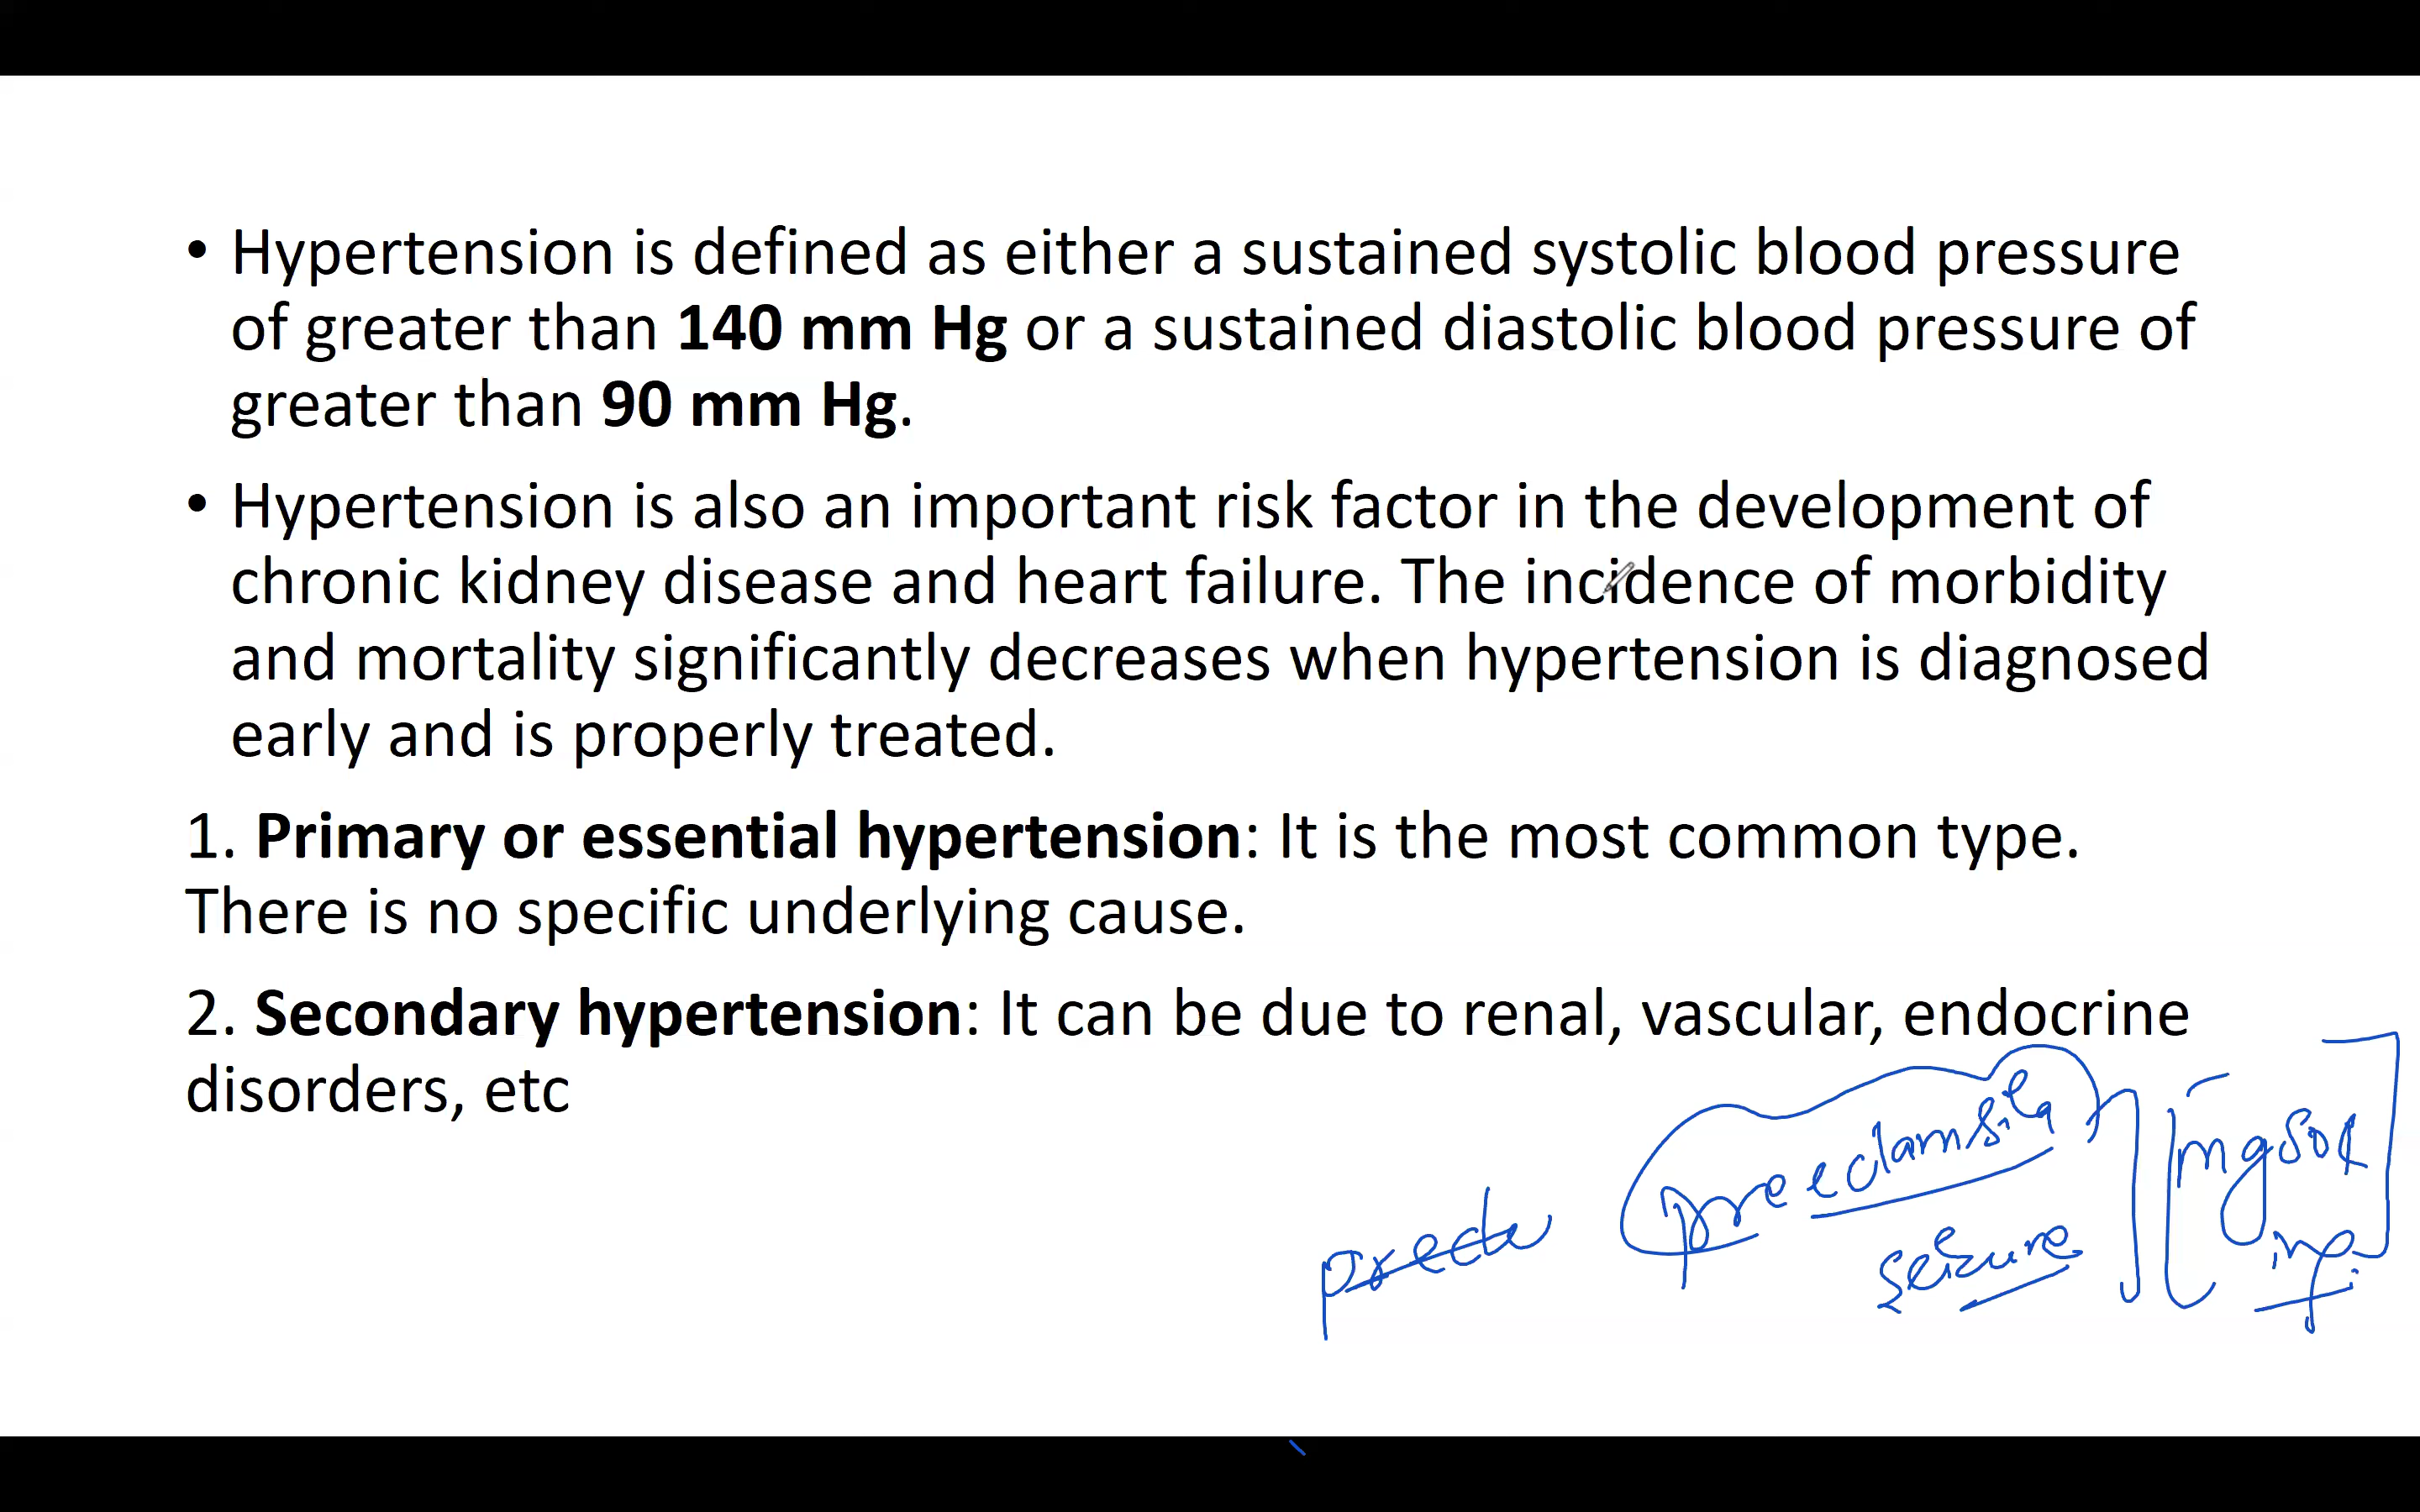 • Hypertension is defined as either a sustained systolic blood pressure
of greater than 140 mm Hg or a sustained diastolic blood pressure of
greater than 90 mm Hg.
• Hypertension is also an important risk factor in the development of
chronic kidney disease and heart failure. The incidence of morbidity
and mortality significantly decreases when hypertension is diagnosed
early and is properly treated.
1. Primary or essential hypertension: It is the most common type.
There is no specific underlying cause.
2. Secondary hypertension: It can be due to renal, vascular, endocrine
disorders, etc
preeclamsia
seizure
mgso4